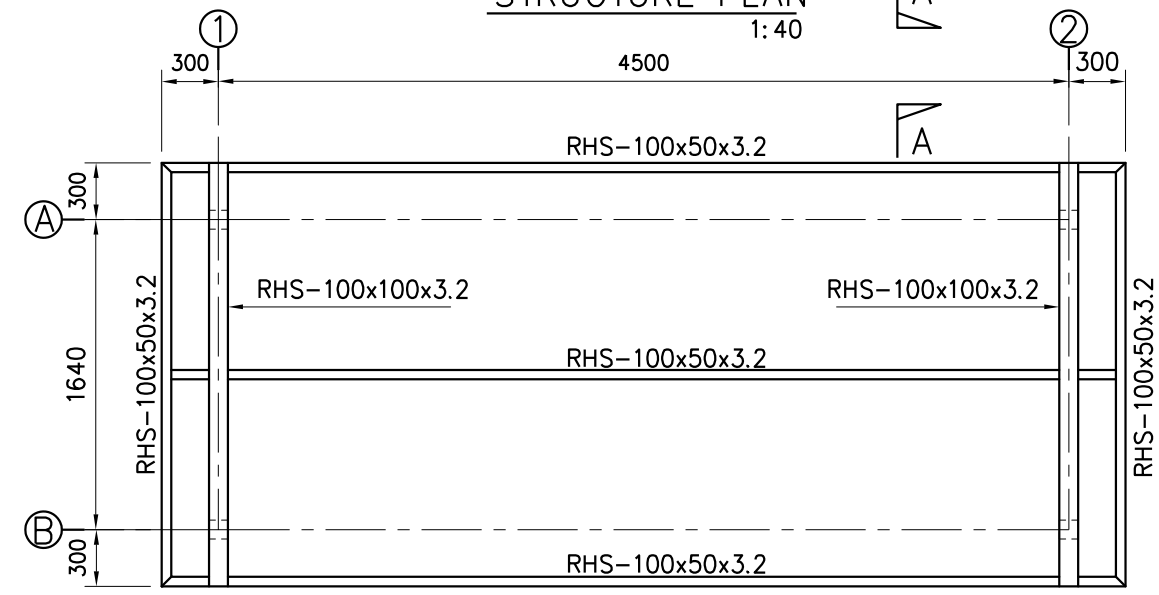 STRUCTURE PLAN
1:40
A
1
2
300
4500
300
A
RHS-100x50x3.2
300
A
RHS-100x100x3.2
RHS-100x100x3.2
RHS-100x50x3.2
RHS-100x50x3.2
1640
RHS-100x50x3.2
B
300
RHS-100x50x3.2